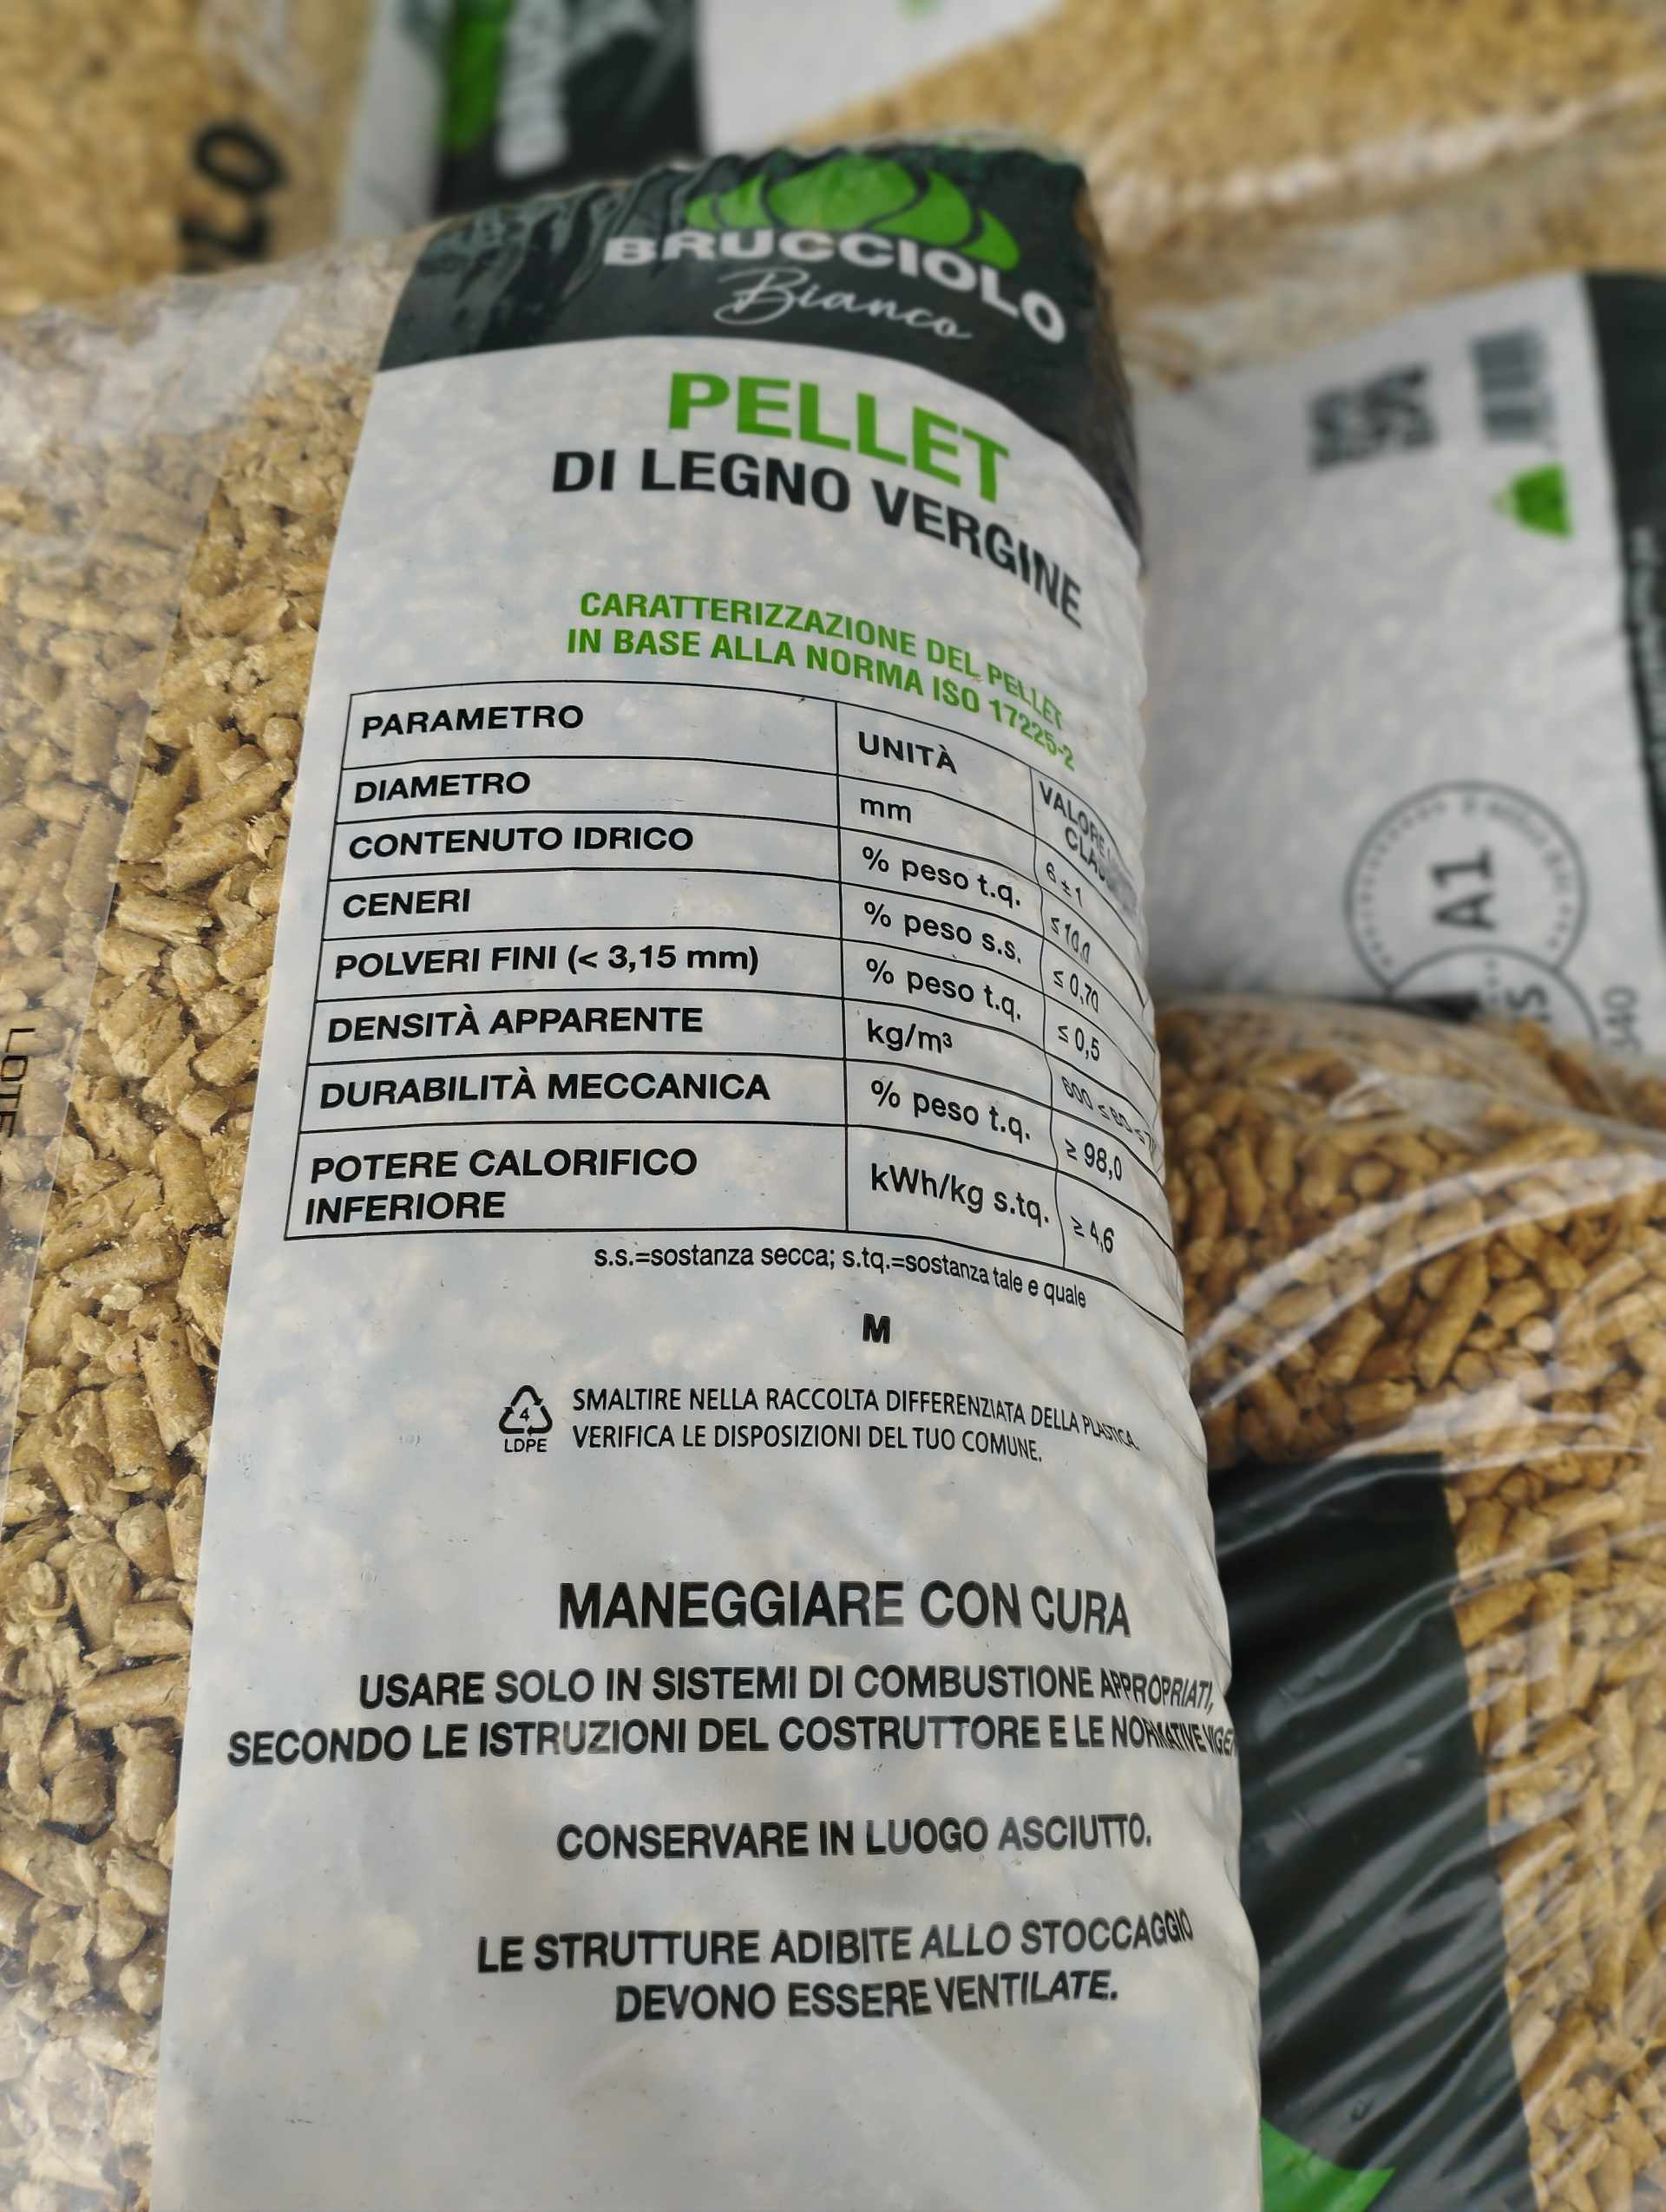 BRUCCIOLO
Bianco
PELLET
DI LEGNO VERGINE
CARATTERIZZAZIONE DEL PELLET
IN BASE ALLA NORMA ISO 17225-2
PARAMETRO UNITÀ
DIAMETRO mm 6 ±1
CONTENUTO IDRICO % peso t.q. ≤ 10,0
CENERI % peso s.s. ≤ 0,70
POLVERI FINI (< 3,15 mm) % peso t.q. ≤ 0,5
DENSITÀ APPARENTE kg/m³ 600 ≤
DURABILITÀ MECCANICA % peso t.q. ≥ 98,0
POTERE CALORIFICO
INFERIORE kWh/kg s.tq. ≥ 4,6
s.s.=sostanza secca; s.tq.=sostanza tale e quale
M
4
LDPE
SMALTIRE NELLA RACCOLTA DIFFERENZIATA DELLA PLASTICA.
VERIFICA LE DISPOSIZIONI DEL TUO COMUNE.
MANEGGIARE CON CURA
USARE SOLO IN SISTEMI DI COMBUSTIONE APPROPRIATI,
SECONDO LE ISTRUZIONI DEL COSTRUTTORE E LE NORMATIVE
CONSERVARE IN LUOGO ASCIUTTO.
LE STRUTTURE ADIBITE ALLO STOCCAGGIO
DEVONO ESSERE VENTILATE.
A1